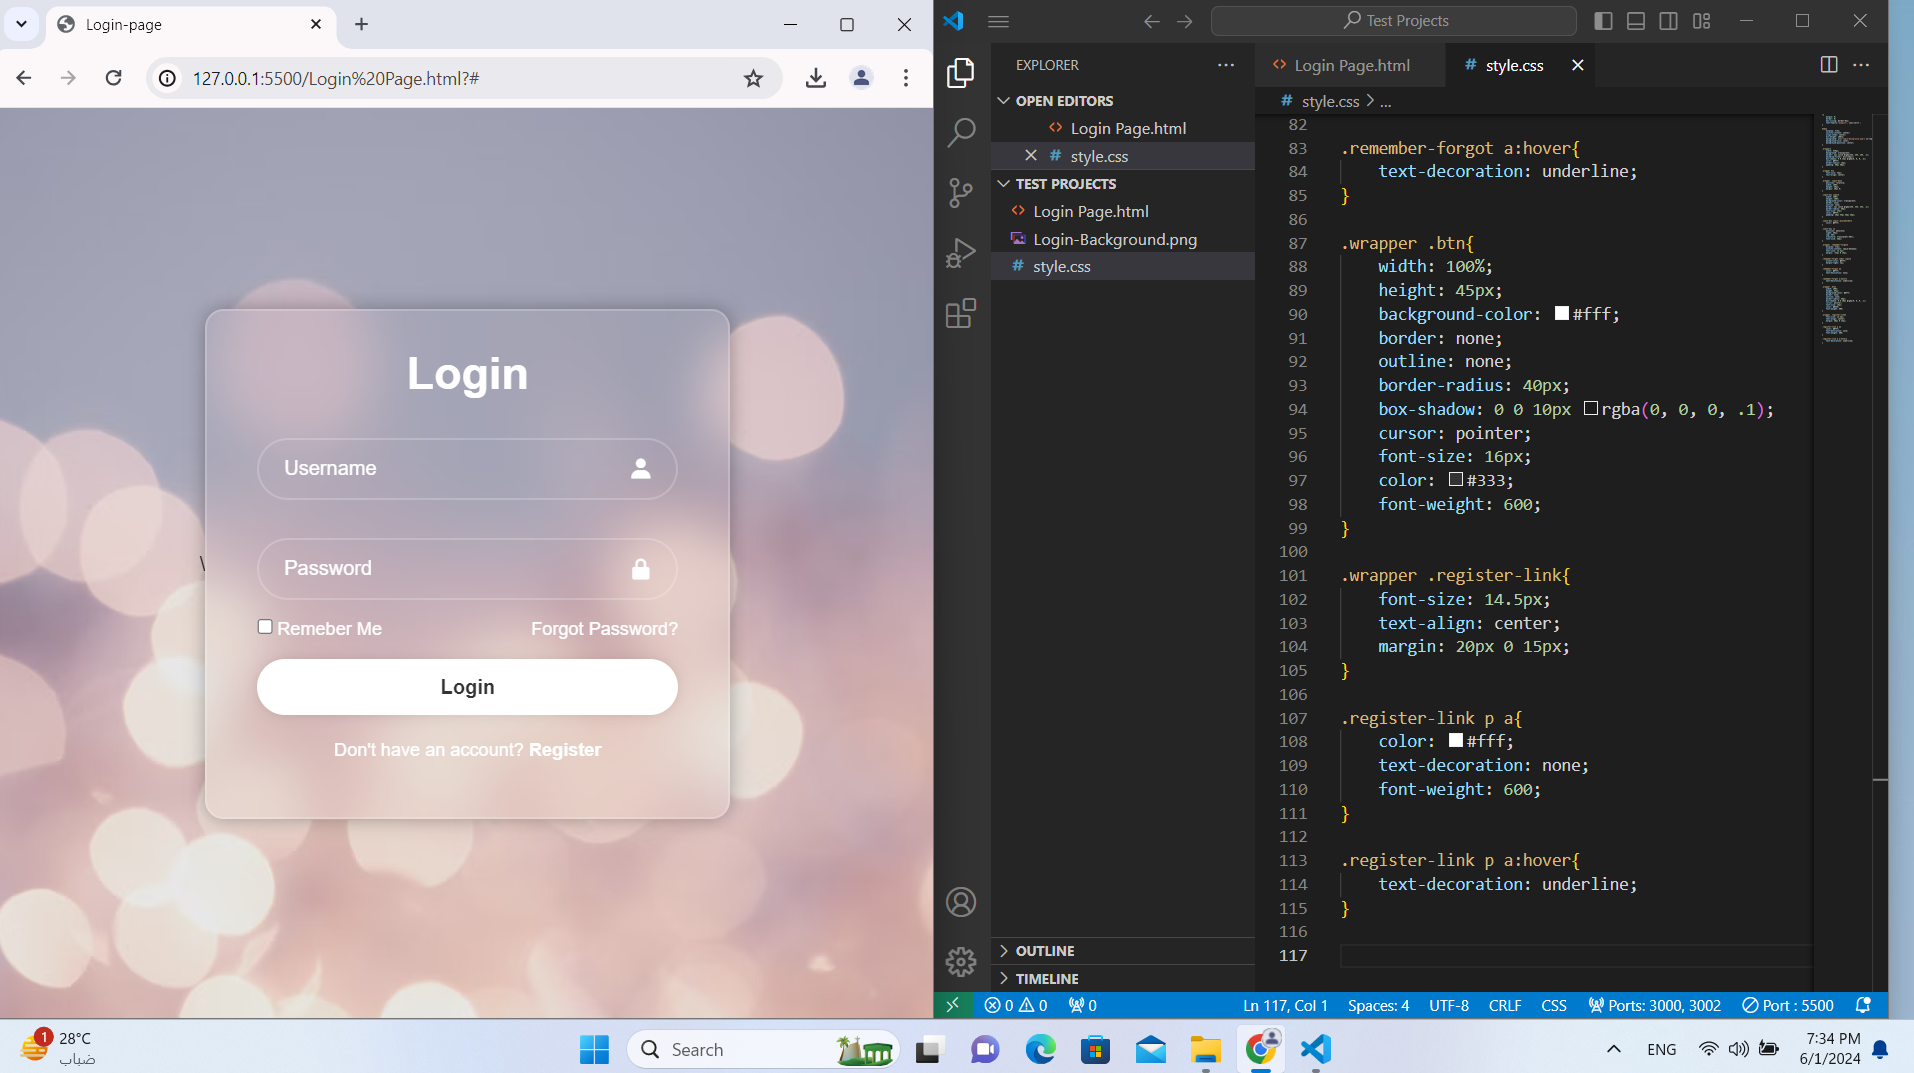 Login-page
127.0.0.1:5500/Login%20Page.html?#
Login
Username
Password
\
Remeber Me
Forgot Password?
Login
Don't have an account? Register
Test Projects
EXPLORER
OPEN EDITORS
Login Page.html
# style.css
TEST PROJECTS
Login Page.html
Login-Background.png
# style.css
OUTLINE
TIMELINE
Login Page.html
# style.css
# style.css > ...
82
83 .remember-forgot a:hover{
84 text-decoration: underline;
85 }
86
87 .wrapper .btn{
88 width: 100%;
89 height: 45px;
90 background-color: #fff;
91 border: none;
92 outline: none;
93 border-radius: 40px;
94 box-shadow: 0 0 10px rgba(0, 0, 0, .1);
95 cursor: pointer;
96 font-size: 16px;
97 color: #333;
98 font-weight: 600;
99 }
100
101 .wrapper .register-link{
102 font-size: 14.5px;
103 text-align: center;
104 margin: 20px 0 15px;
105 }
106
107 .register-link p a{
108 color: #fff;
109 text-decoration: none;
110 font-weight: 600;
111 }
112
113 .register-link p a:hover{
114 text-decoration: underline;
115 }
116
117
0 0 0 Ln 117, Col 1 Spaces: 4 UTF-8 CRLF CSS Ports: 3000, 3002 Port : 5500
1
28°C
ضباب
Search
ENG
7:34 PM
6/1/2024